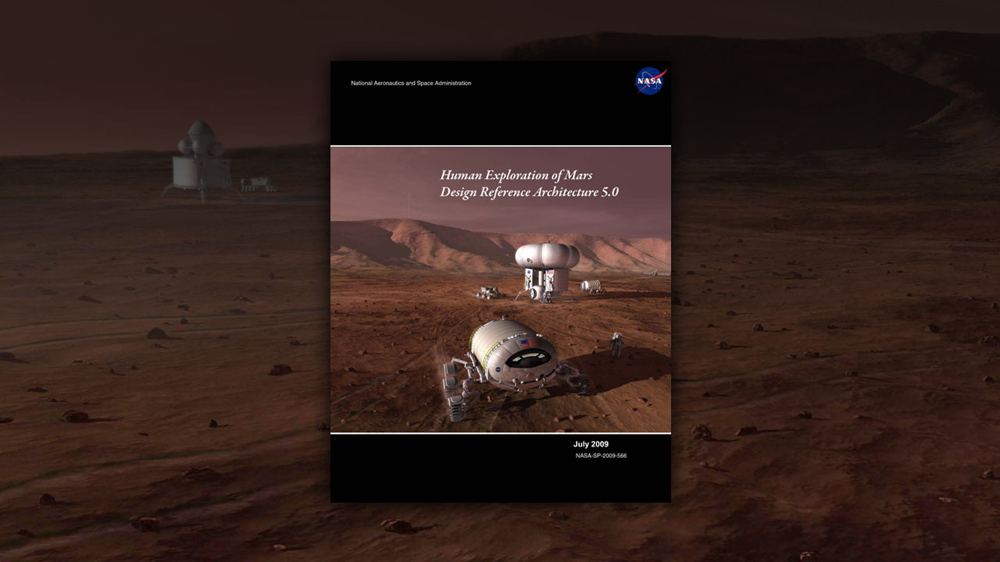 National Aeronautics and Space Administration
NASA
Human Exploration of Mars
Design Reference Architecture 5.0
July 2009
NASA-SP-2009-566